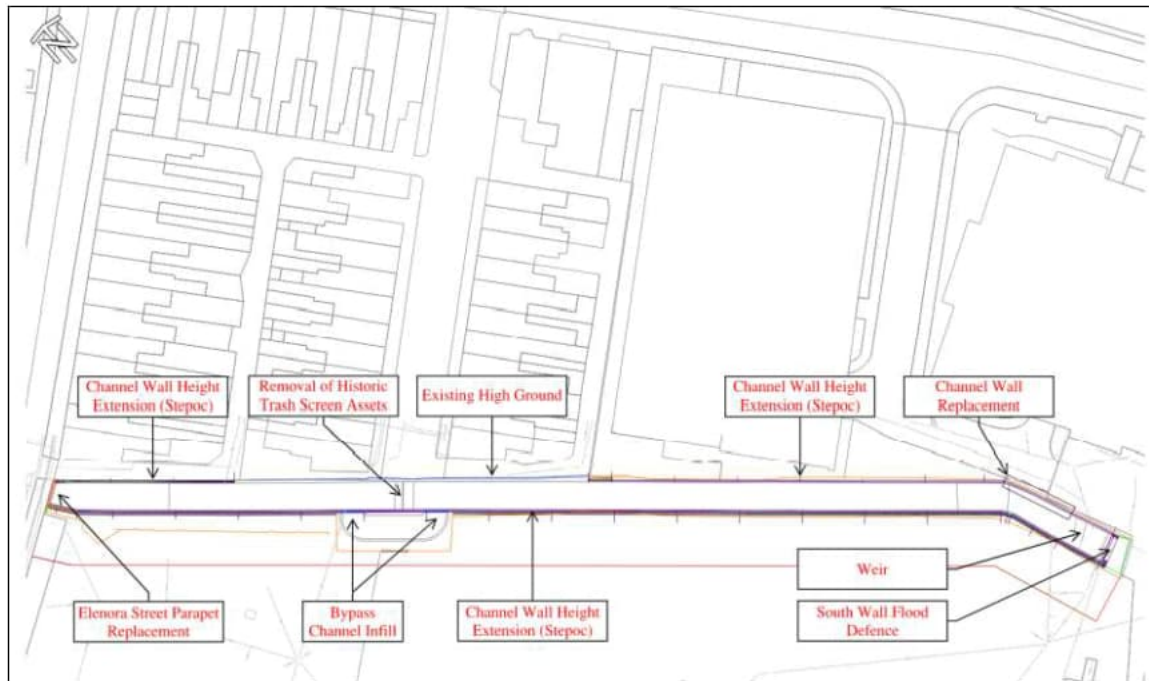 Channel Wall Height
Extension (Stepoc)
Removal of Historic
Trash Screen Assets
Existing High Ground
Channel Wall Height
Extension (Stepoc)
Channel Wall
Replacement
Elenora Street Parapet
Replacement
Bypass
Channel Infill
Channel Wall Height
Extension (Stepoc)
Weir
South Wall Flood
Defence